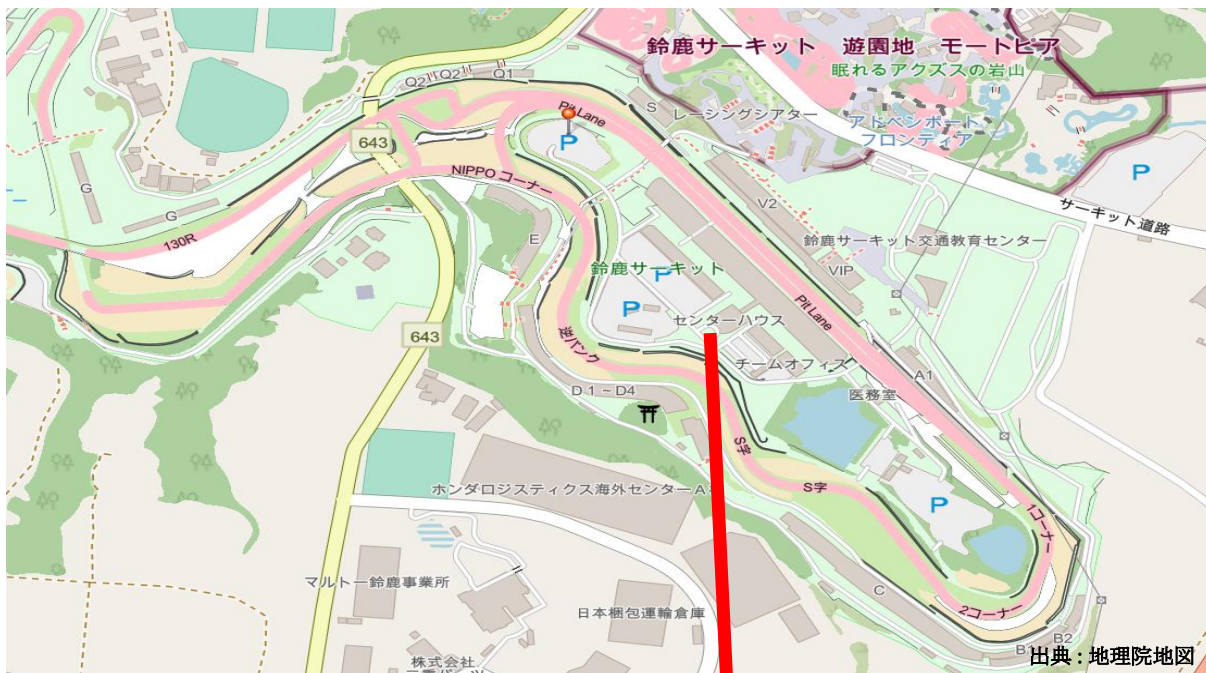 鈴鹿サーキット 遊園地 モートピア
眠れるアクズスの岩山
Q2
Q2
Q1
Pit Lane
S
レーシングシアター
アドベンボート
フロンティア
P
P
643
NIPPO コーナー
G
G
V2
サーキット道路
130R
E
鈴鹿サーキット交通教育センター
VIP
鈴鹿サーキット
P
P
Pit Lane
センターハウス
643
逆バンク
チームオフィス
A1
D 1 ~ D4
医務室
S字
S字
ホンダロジスティクス海外センターA
P
1コーナー
マルトー鈴鹿事業所
C
日本梱包運輸倉庫
2コーナー
B2
B1
株式会社
出典 : 地理院地図